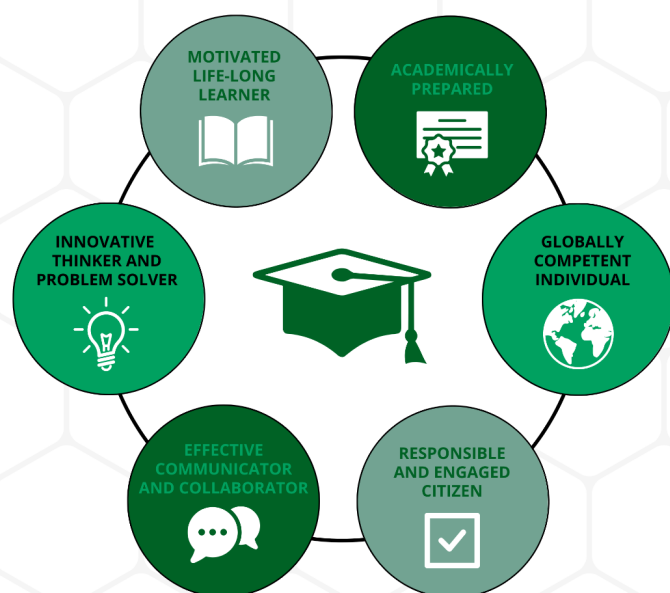 MOTIVATED
LIFE-LONG
LEARNER
ACADEMICALLY
PREPARED
INNOVATIVE
THINKER AND
PROBLEM SOLVER
GLOBALLY
COMPETENT
INDIVIDUAL
EFFECTIVE
COMMUNICATOR
AND COLLABORATOR
RESPONSIBLE
AND ENGAGED
CITIZEN